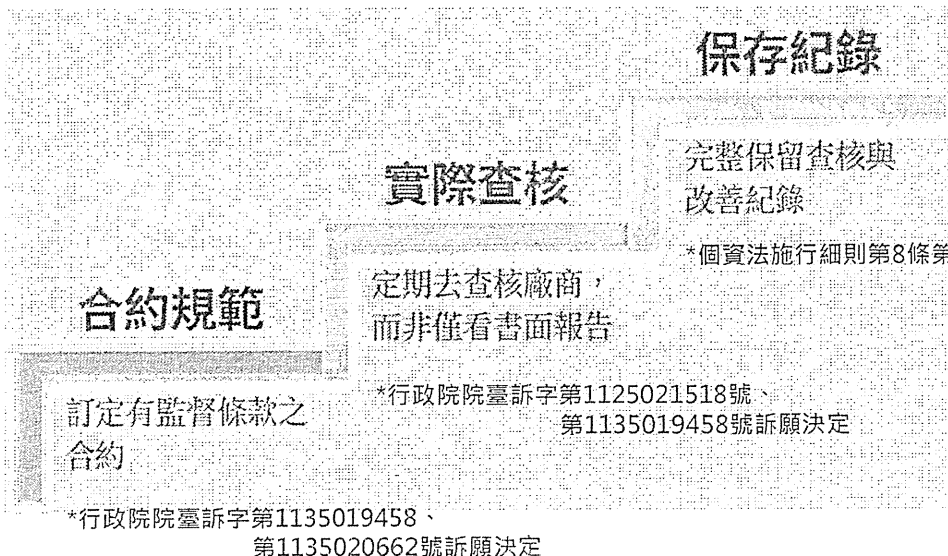 合約規範
訂定有監督條款之
合約
*行政院院臺訴字第1135019458、
第1135020662號訴願決定
實際查核
定期去查核廠商，
而非僅看書面報告
*行政院院臺訴字第1125021518號、
第1135019458號訴願決定
保存紀錄
完整保留查核與
改善紀錄
*個資法施行細則第8條第